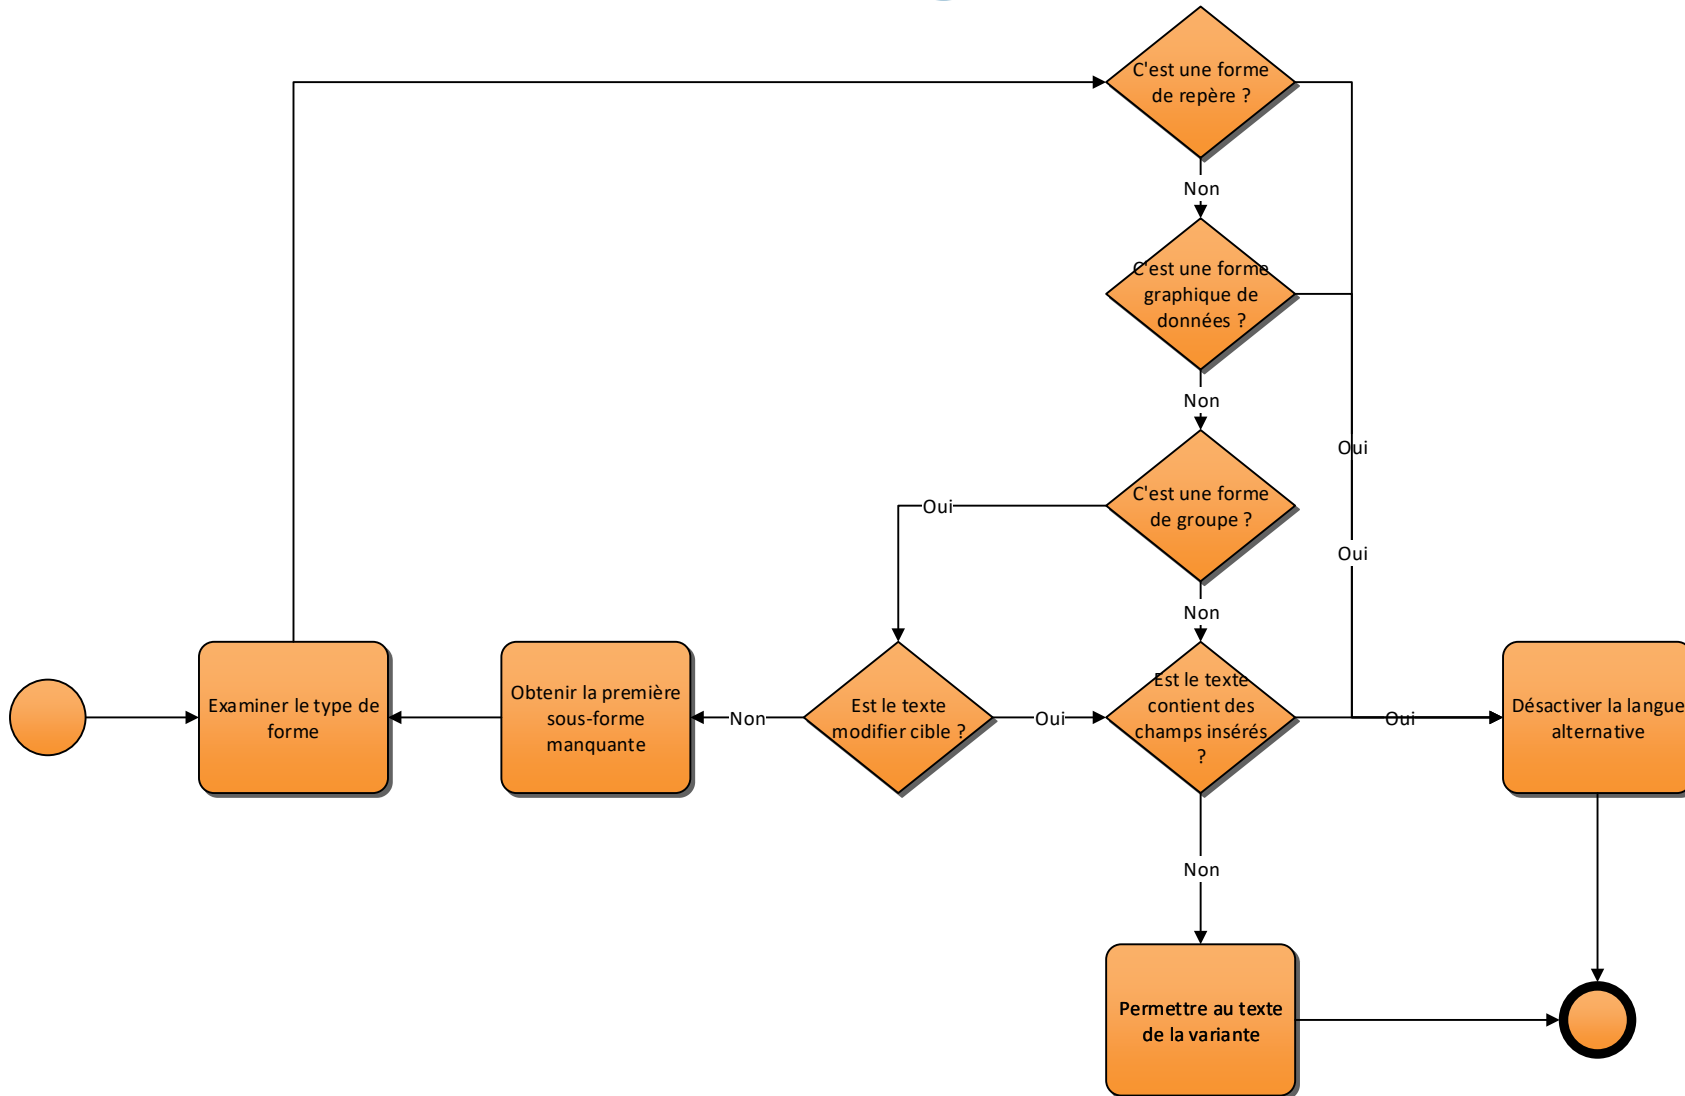 C'est une forme
de repère ?
Non
C'est une forme
graphique de
données ?
Non
Oui
C'est une forme
de groupe ?
Oui
Oui
Non
Examiner le type de
forme
Obtenir la première
sous-forme
manquante
Non
Est le texte
modifier cible ?
Oui
Est le texte
contient des
champs insérés
?
Oui
Désactiver la langue
alternative
Non
Permettre au texte
de la variante